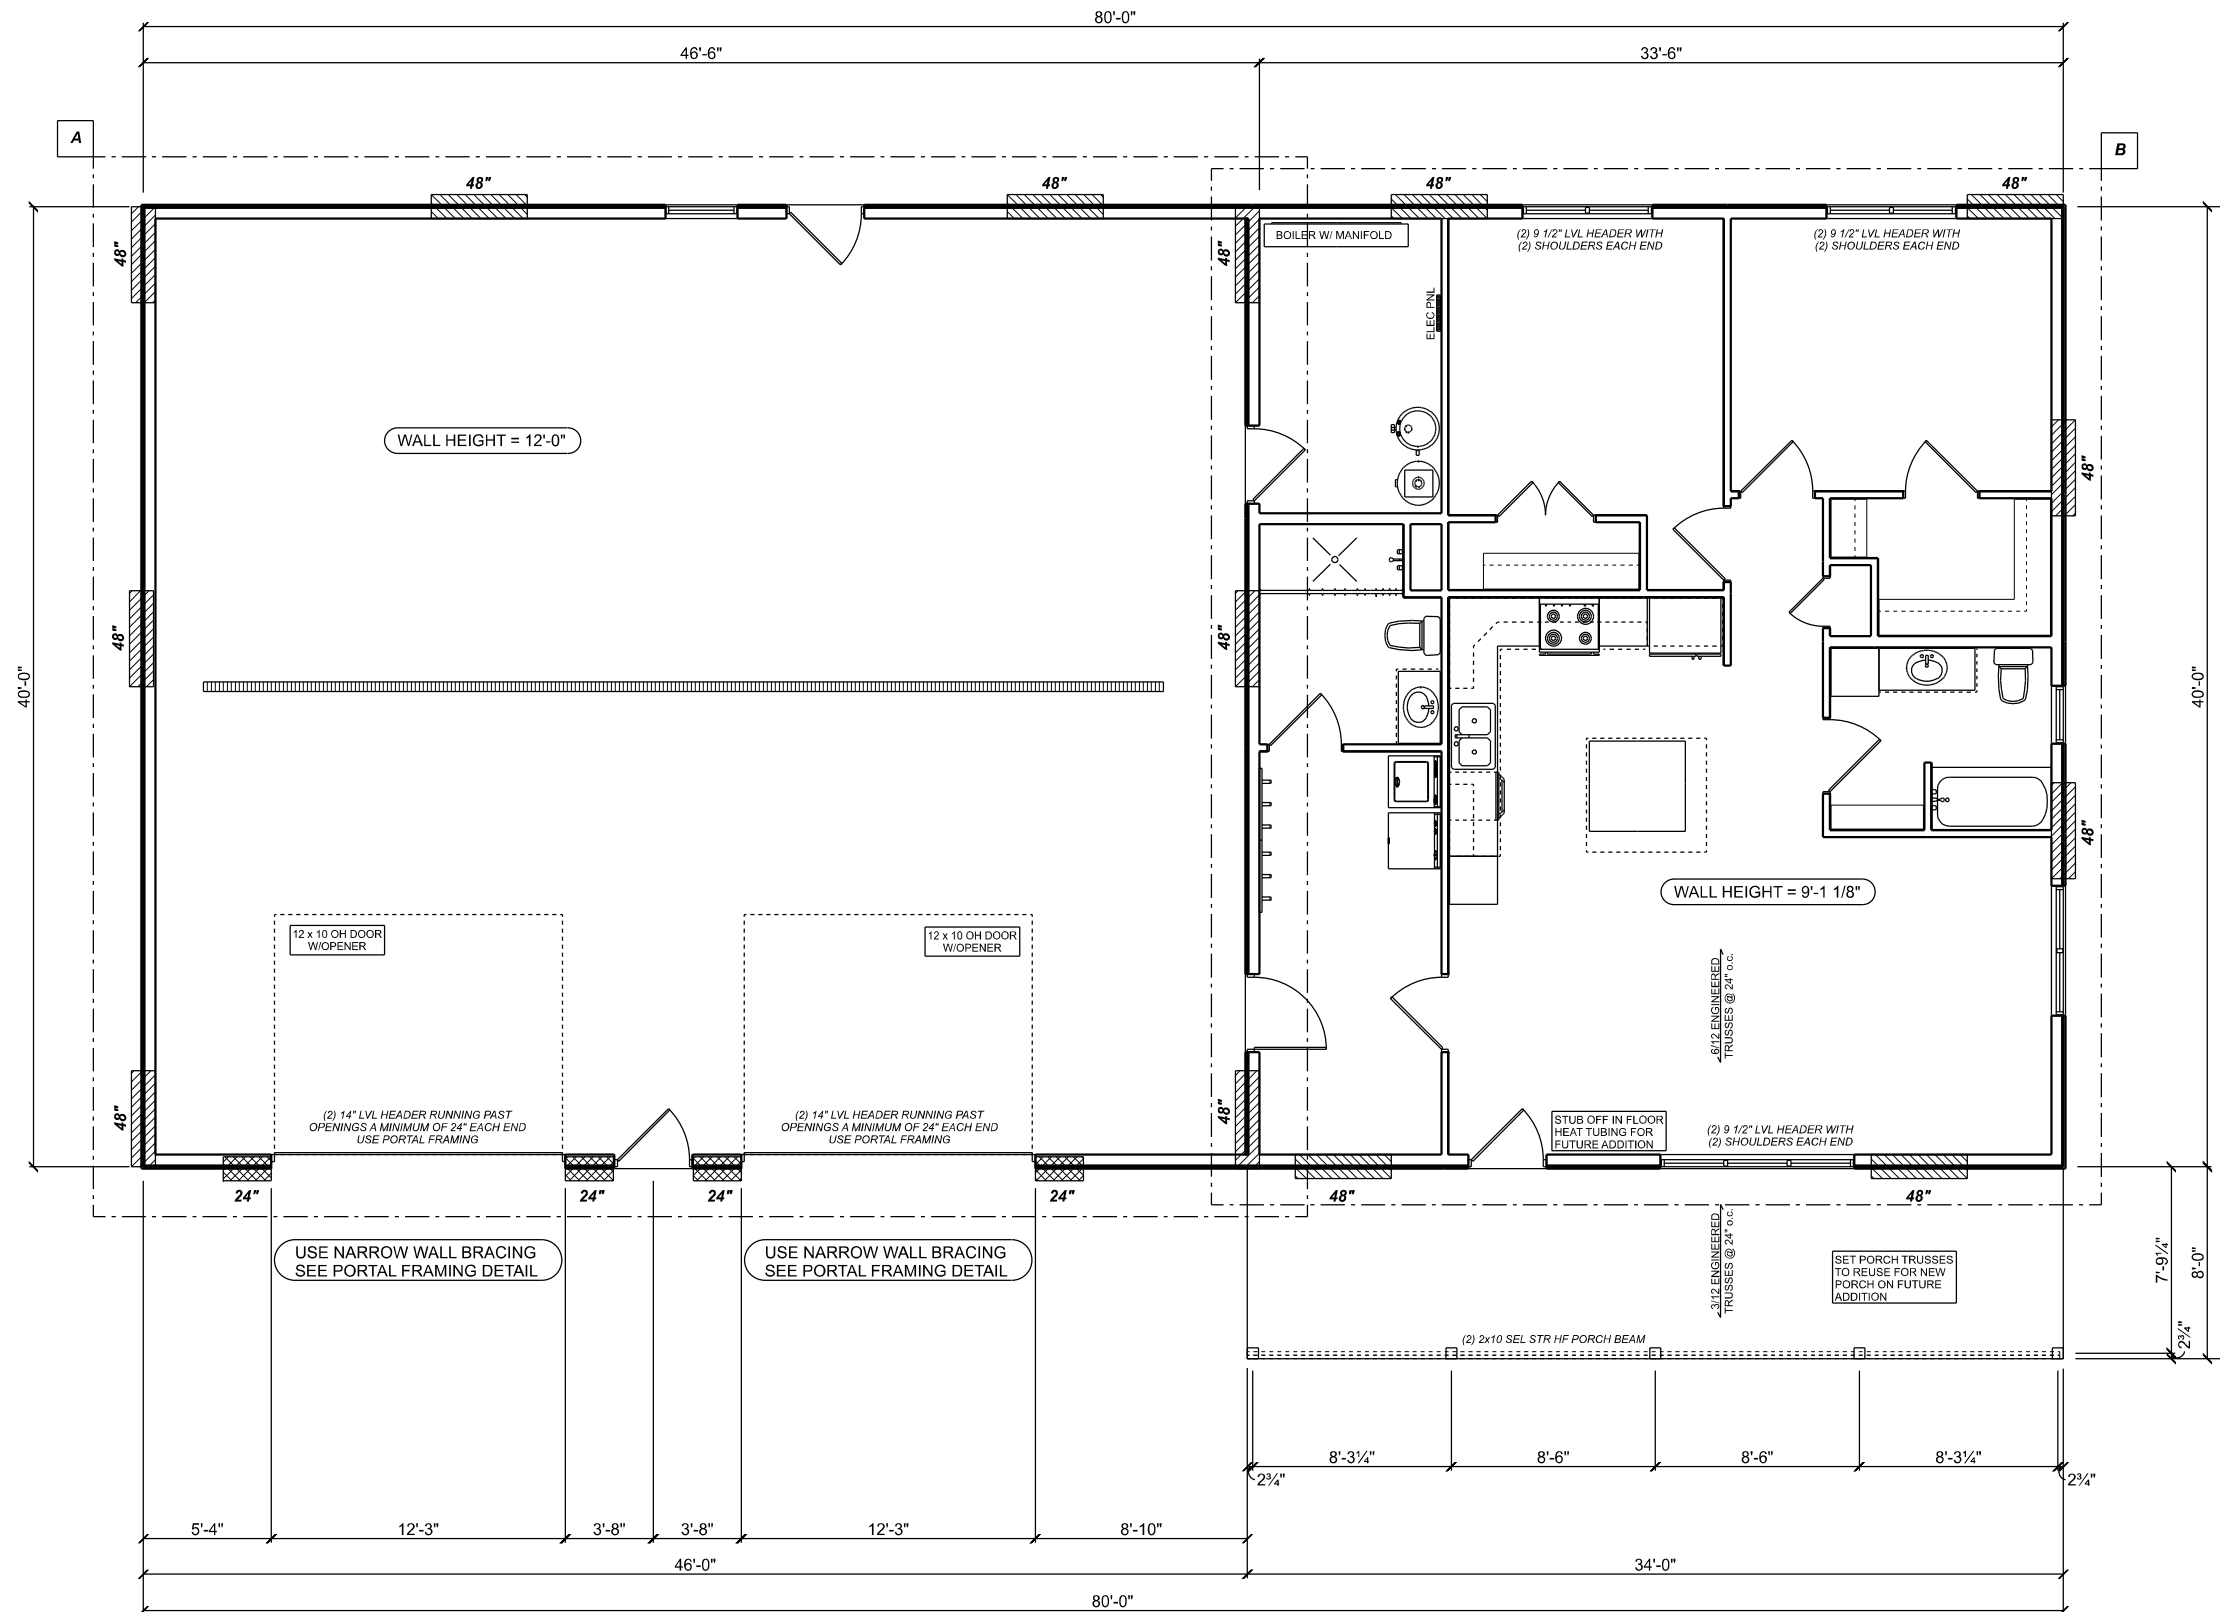 80'-0"
46'-6"
33'-6"
A
B
48"
48"
48"
48"
48"
48"
BOILER W/ MANIFOLD
(2) 9 1/2" LVL HEADER WITH
(2) SHOULDERS EACH END
(2) 9 1/2" LVL HEADER WITH
(2) SHOULDERS EACH END
ELEC PNL
WALL HEIGHT = 12'-0"
48"
48"
48"
40'-0"
40'-0"
48"
WALL HEIGHT = 9'-1 1/8"
12 x 10 OH DOOR
W/OPENER
12 x 10 OH DOOR
W/OPENER
6/12 ENGINEERED
TRUSSES @ 24" o.c.
48"
48"
(2) 14" LVL HEADER RUNNING PAST
OPENINGS A MINIMUM OF 24" EACH END
USE PORTAL FRAMING
(2) 14" LVL HEADER RUNNING PAST
OPENINGS A MINIMUM OF 24" EACH END
USE PORTAL FRAMING
STUB OFF IN FLOOR
HEAT TUBING FOR
FUTURE ADDITION
(2) 9 1/2" LVL HEADER WITH
(2) SHOULDERS EACH END
24"
24"
24"
24"
48"
48"
USE NARROW WALL BRACING
SEE PORTAL FRAMING DETAIL
USE NARROW WALL BRACING
SEE PORTAL FRAMING DETAIL
3/12 ENGINEERED
TRUSSES @ 24" o.c.
SET PORCH TRUSSES
TO REUSE FOR NEW
PORCH ON FUTURE
ADDITION
7'-9¼"
8'-0"
2¾"
(2) 2x10 SEL STR HF PORCH BEAM
8'-3¼"
8'-6"
8'-6"
8'-3¼"
2¾"
2¾"
5'-4"
12'-3"
3'-8"
3'-8"
12'-3"
8'-10"
46'-0"
34'-0"
80'-0"